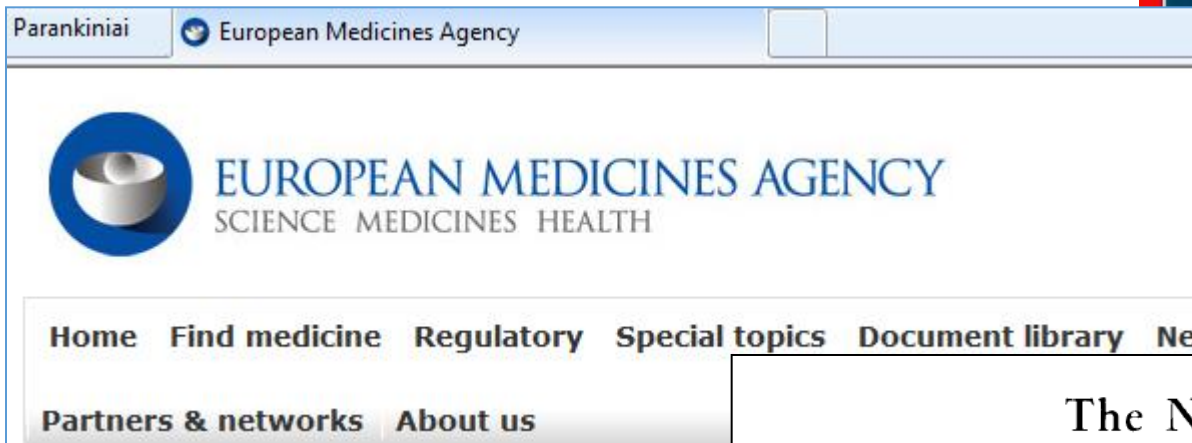 Parankiniai European Medicines Agency
EUROPEAN MEDICINES AGENCY
SCIENCE MEDICINES HEALTH
Home Find medicine Regulatory Special topics Document library Ne
Partners & networks About us
The N